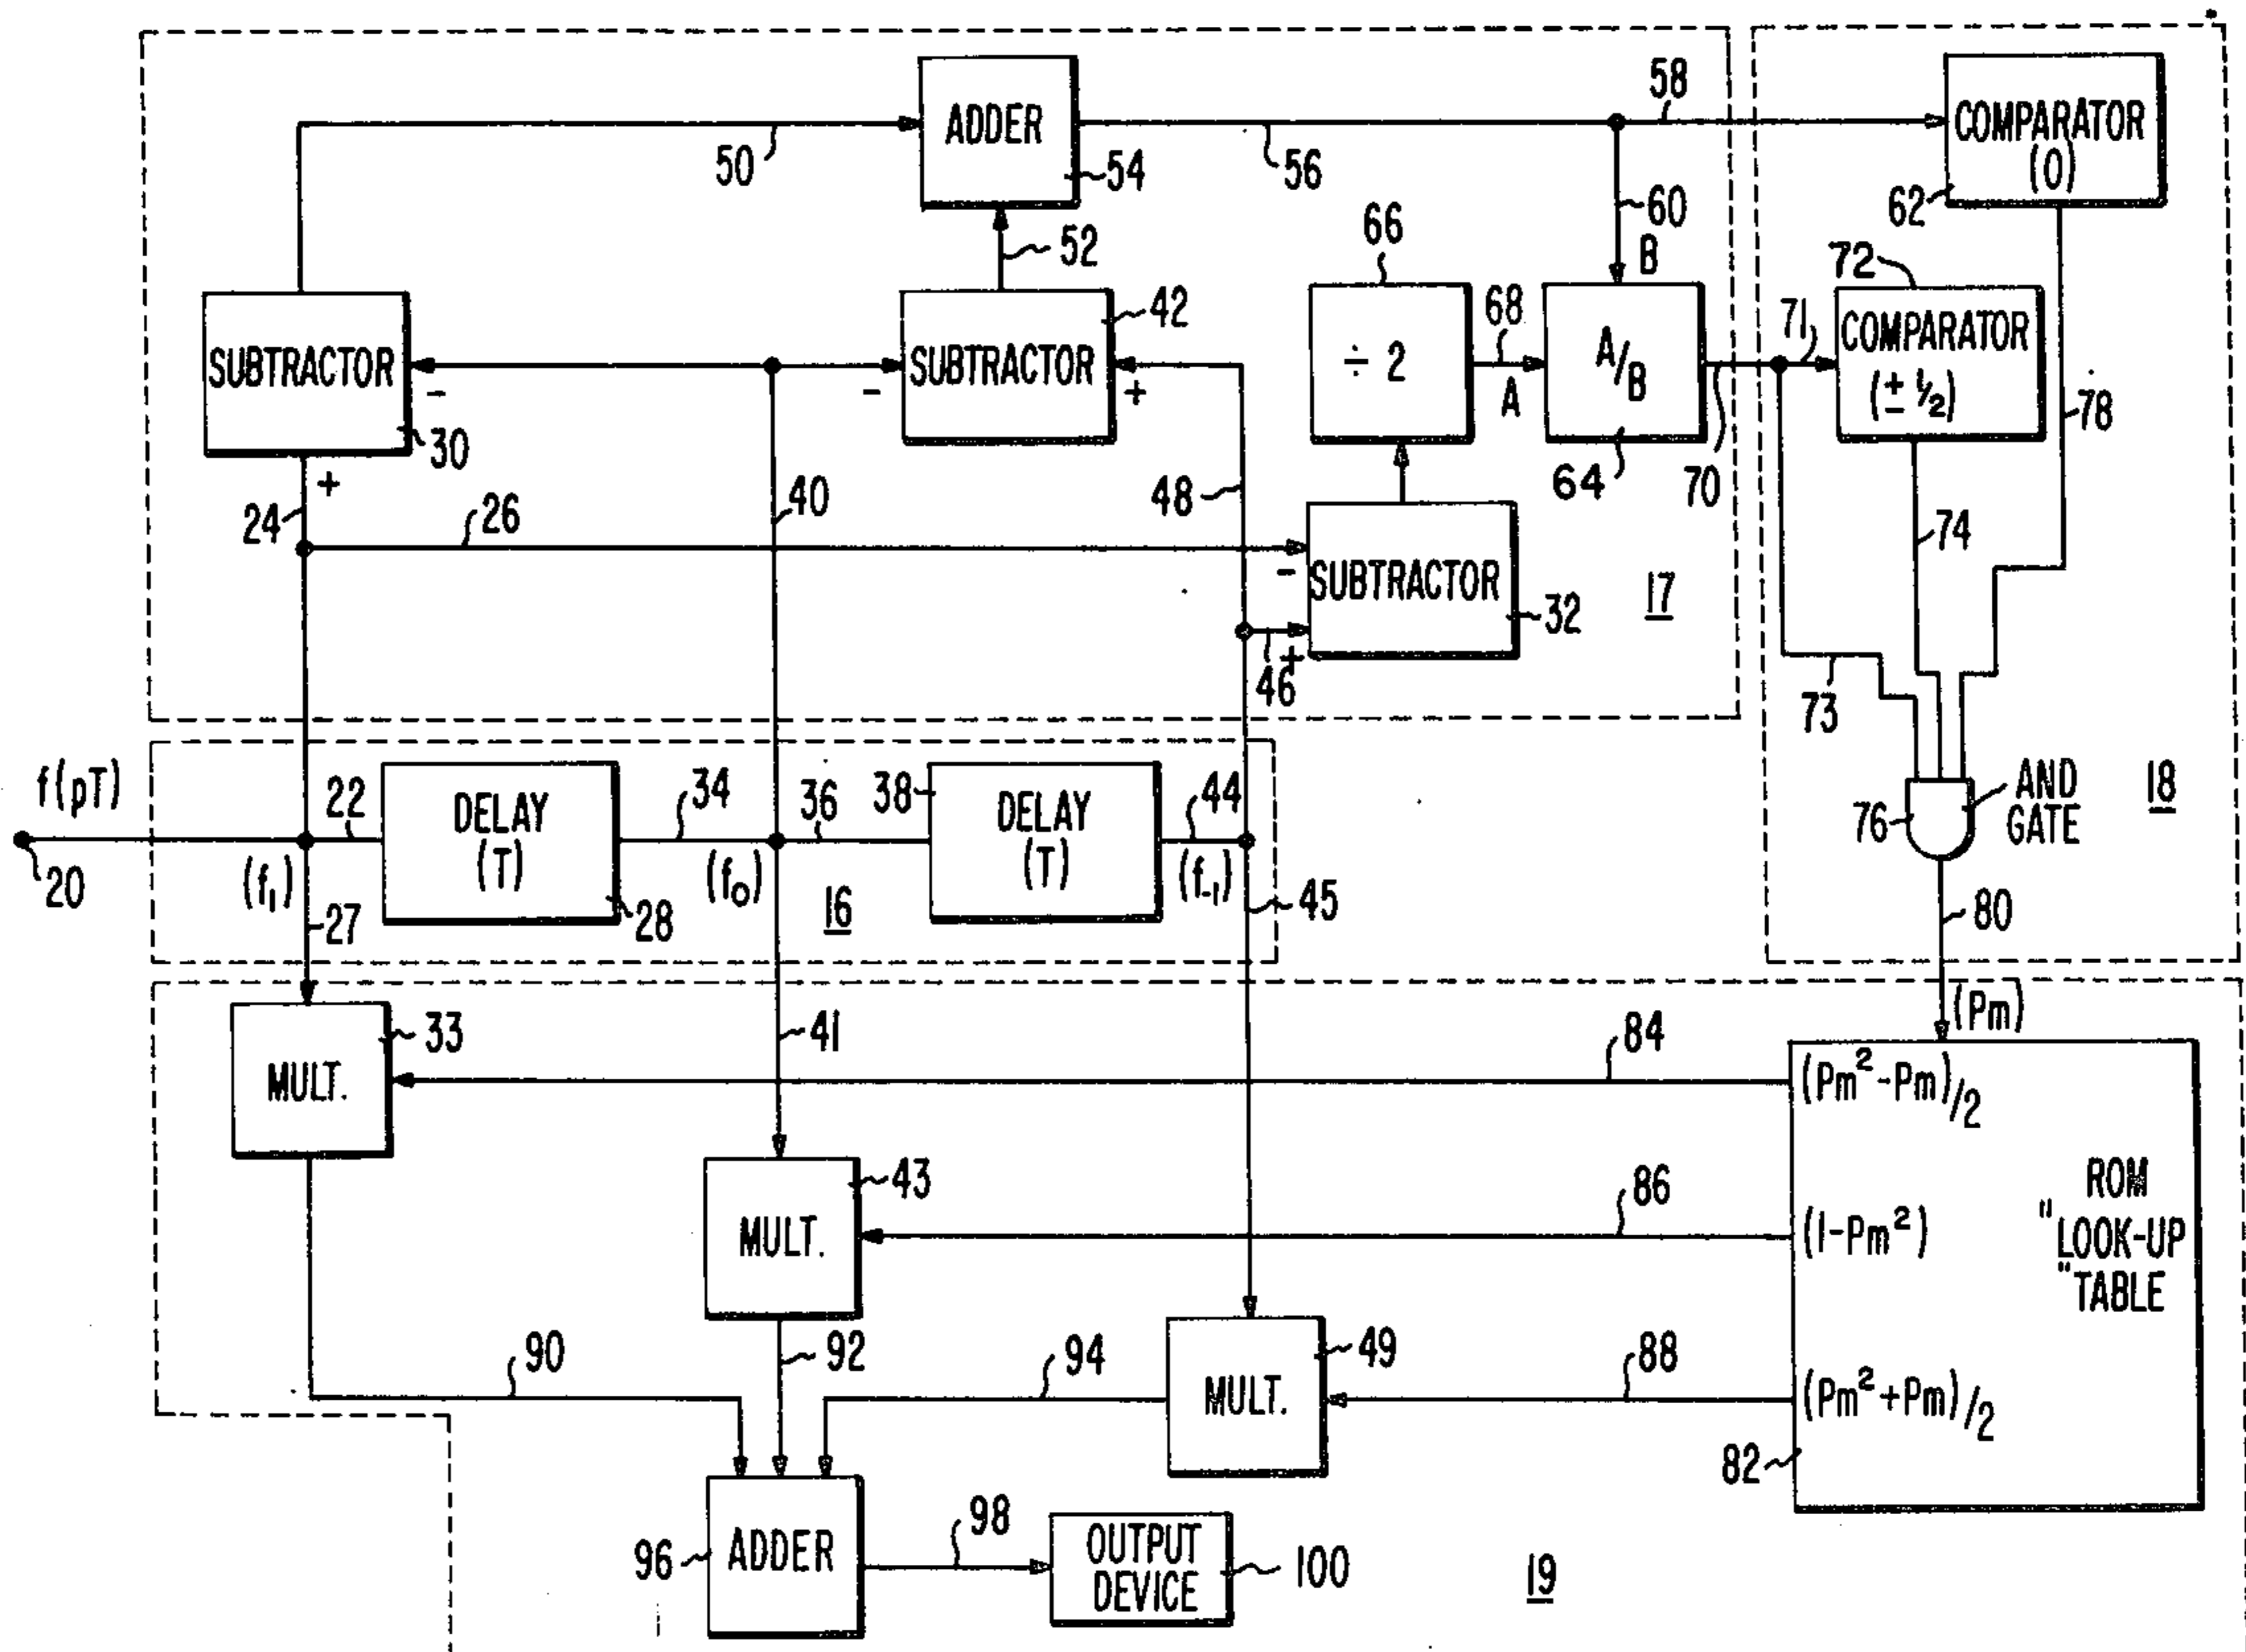 58
ADDER
COMPARATOR
(0)
50
54
56
62
60
B
52
66
72
SUBTRACTOR
-
30
+
-
SUBTRACTOR
42
+
÷ 2
68
A
A/B
64
70
71
COMPARATOR
(± 1/2)
78
24
26
40
48
74
-
SUBTRACTOR
32
17
46
+
73
f(pT)
20
22
(f1)
27
DELAY
(T)
28
34
(f0)
36
16
38
DELAY
(T)
44
(f-1)
45
76
AND
GATE
18
80
(Pm)
MULT.
33
41
84
(Pm²-Pm)/2
MULT.
43
86
(1-Pm²)
ROM
"LOOK-UP
"TABLE
90
92
94
MULT.
49
88
(Pm²+Pm)/2
82
96
ADDER
98
OUTPUT
DEVICE
100
19